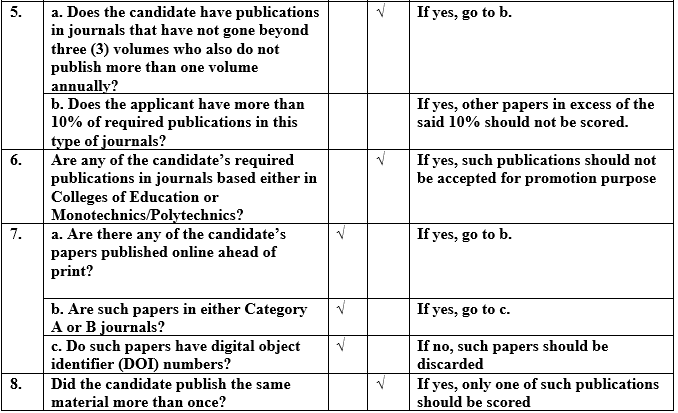 5. a. Does the candidate have publications √ If yes, go to b.
in journals that have not gone beyond
three (3) volumes who also do not
publish more than one volume
annually?
b. Does the applicant have more than If yes, other papers in excess of the
10% of required publications in this said 10% should not be scored.
type of journals?
6. Are any of the candidate’s required √ If yes, such publications should not
publications in journals based either in be accepted for promotion purpose
Colleges of Education or
Monotechnics/Polytechnics?
7. a. Are there any of the candidate’s √ If yes, go to b.
papers published online ahead of
print?
b. Are such papers in either Category √ If yes, go to c.
A or B journals?
c. Do such papers have digital object √ If no, such papers should be
identifier (DOI) numbers? discarded
8. Did the candidate publish the same √ If yes, only one of such publications
material more than once? should be scored